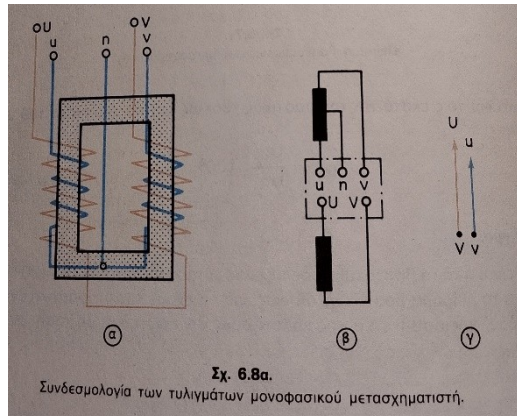 U V
u n v
u n v
U V
U
u
V v
α β γ
Σχ. 6.8α.
Συνδεσμολογία των τυλιγμάτων μονοφασικού μετασχηματιστή.